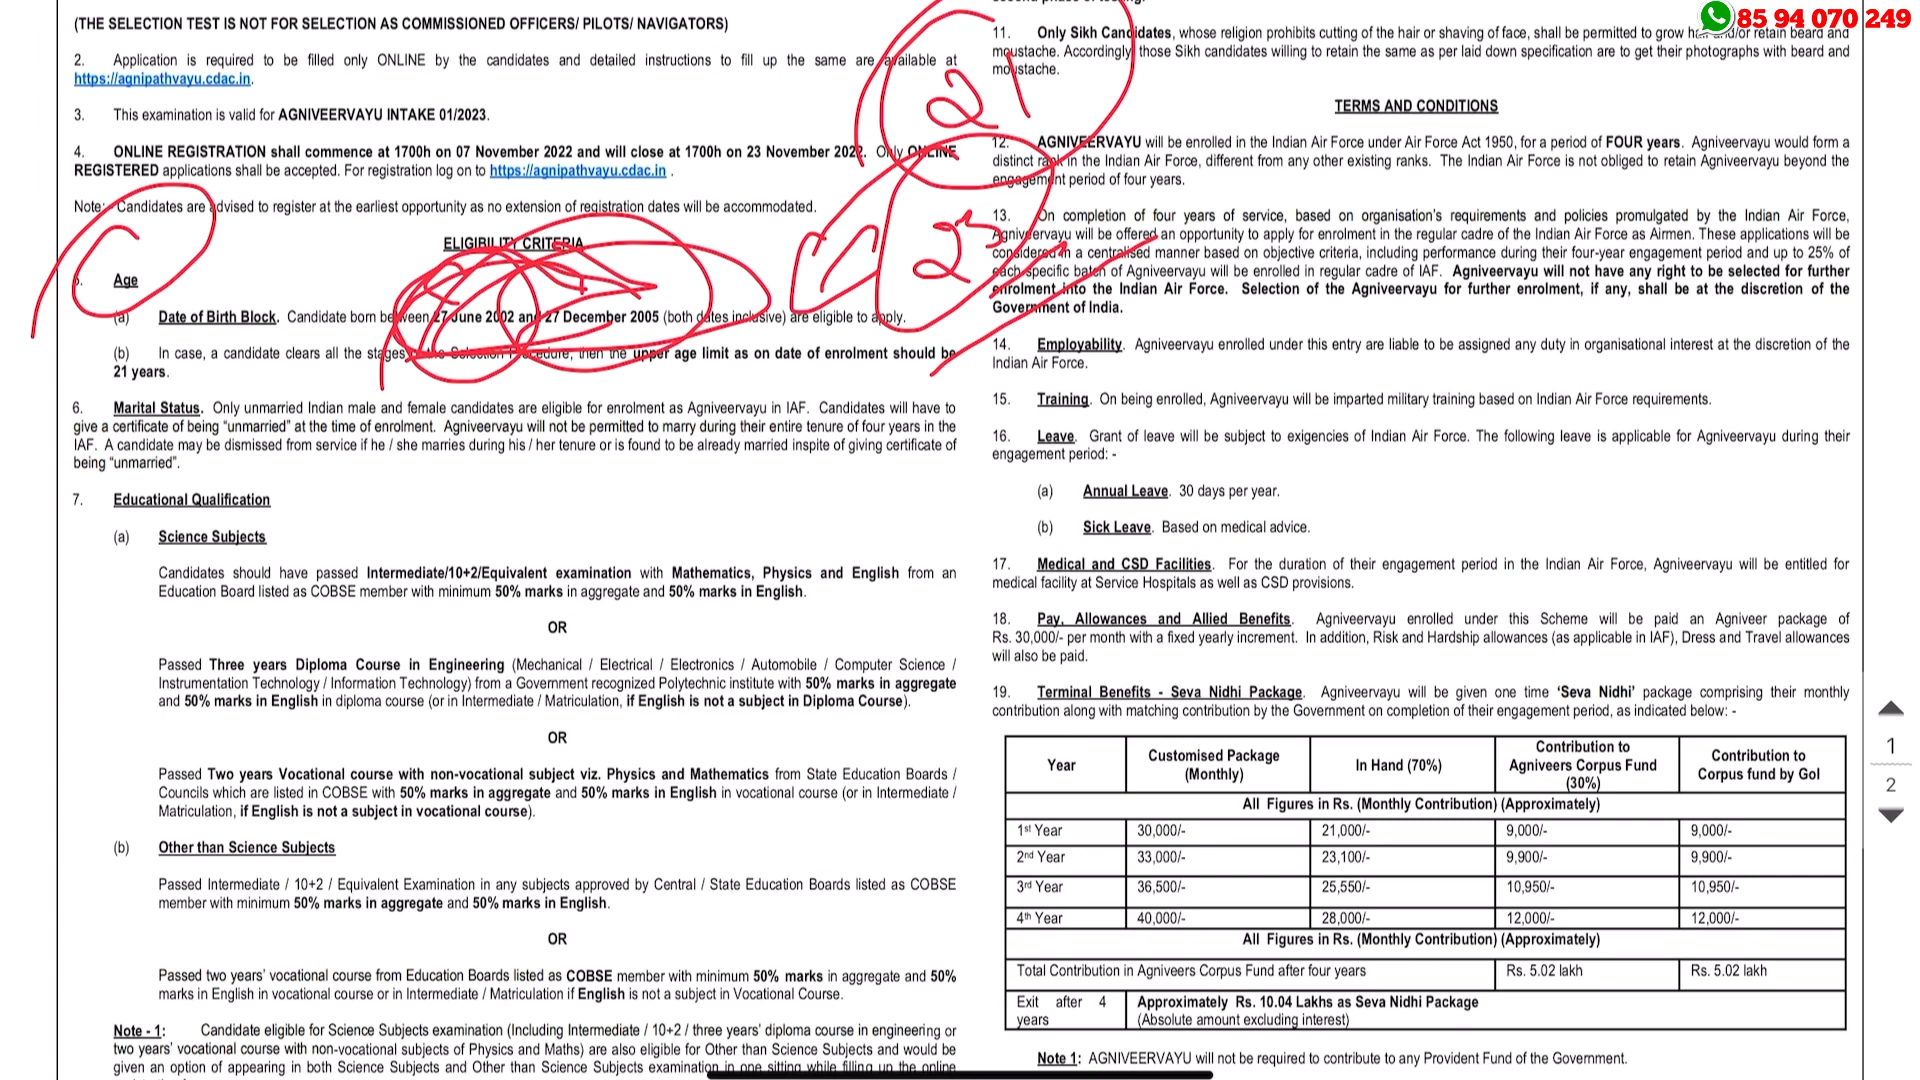 (THE SELECTION TEST IS NOT FOR SELECTION AS COMMISSIONED OFFICERS/ PILOTS/ NAVIGATORS)
2. Application is required to be filled only ONLINE by the candidates and detailed instructions to fill up the same are available at
https://agnipathvayu.cdac.in.
3. This examination is valid for AGNIVEERVAYU INTAKE 01/2023.
4. ONLINE REGISTRATION shall commence at 1700h on 07 November 2022 and will close at 1700h on 23 November 2022. Only ONLINE
REGISTERED applications shall be accepted. For registration log on to https://agnipathvayu.cdac.in .
Note:- Candidates are advised to register at the earliest opportunity as no extension of registration dates will be accommodated.
ELIGIBILITY CRITERIA
Age
(a) Date of Birth Block. Candidate born between 27 June 2002 and 27 December 2005 (both dates inclusive) are eligible to apply.
(b) In case, a candidate clears all the stages of the Selection Procedure, then the upper age limit as on date of enrolment should be
21 years.
6. Marital Status. Only unmarried Indian male and female candidates are eligible for enrolment as Agniveervayu in IAF. Candidates will have to
give a certificate of being “unmarried” at the time of enrolment. Agniveervayu will not be permitted to marry during their entire tenure of four years in the
IAF. A candidate may be dismissed from service if he / she marries during his / her tenure or is found to be already married inspite of giving certificate of
being “unmarried”.
7. Educational Qualification
(a) Science Subjects
Candidates should have passed Intermediate/10+2/Equivalent examination with Mathematics, Physics and English from an
Education Board listed as COBSE member with minimum 50% marks in aggregate and 50% marks in English.
OR
Passed Three years Diploma Course in Engineering (Mechanical / Electrical / Electronics / Automobile / Computer Science /
Instrumentation Technology / Information Technology) from a Government recognized Polytechnic institute with 50% marks in aggregate
and 50% marks in English in diploma course (or in Intermediate / Matriculation, if English is not a subject in Diploma Course).
OR
Passed Two years Vocational course with non-vocational subject viz. Physics and Mathematics from State Education Boards /
Councils which are listed in COBSE with 50% marks in aggregate and 50% marks in English in vocational course (or in Intermediate /
Matriculation, if English is not a subject in vocational course).
(b) Other than Science Subjects
Passed Intermediate / 10+2 / Equivalent Examination in any subjects approved by Central / State Education Boards listed as COBSE
member with minimum 50% marks in aggregate and 50% marks in English.
OR
Passed two years’ vocational course from Education Boards listed as COBSE member with minimum 50% marks in aggregate and 50%
marks in English in vocational course or in Intermediate / Matriculation if English is not a subject in Vocational Course.
Note - 1: Candidate eligible for Science Subjects examination (Including Intermediate / 10+2 / three years’ diploma course in engineering or
two years’ vocational course with non-vocational subjects of Physics and Maths) are also eligible for Other than Science Subjects and would be
given an option of appearing in both Science Subjects and Other than Science Subjects examination in one sitting while filling up the online
21
23
85 94 070 249
11. Only Sikh Candidates, whose religion prohibits cutting of the hair or shaving of face, shall be permitted to grow hair and/or retain beard and
moustache. Accordingly, those Sikh candidates willing to retain the same as per laid down specification are to get their photographs with beard and
moustache.
TERMS AND CONDITIONS
12. AGNIVEERVAYU will be enrolled in the Indian Air Force under Air Force Act 1950, for a period of FOUR years. Agniveervayu would form a
distinct rank in the Indian Air Force, different from any other existing ranks. The Indian Air Force is not obliged to retain Agniveervayu beyond the
engagement period of four years.
13. On completion of four years of service, based on organisation’s requirements and policies promulgated by the Indian Air Force,
Agniveervayu will be offered an opportunity to apply for enrolment in the regular cadre of the Indian Air Force as Airmen. These applications will be
considered in a centralised manner based on objective criteria, including performance during their four-year engagement period and up to 25% of
each specific batch of Agniveervayu will be enrolled in regular cadre of IAF. Agniveervayu will not have any right to be selected for further
enrolment into the Indian Air Force. Selection of the Agniveervayu for further enrolment, if any, shall be at the discretion of the
Government of India.
14. Employability. Agniveervayu enrolled under this entry are liable to be assigned any duty in organisational interest at the discretion of the
Indian Air Force.
15. Training. On being enrolled, Agniveervayu will be imparted military training based on Indian Air Force requirements.
16. Leave. Grant of leave will be subject to exigencies of Indian Air Force. The following leave is applicable for Agniveervayu during their
engagement period: -
(a) Annual Leave. 30 days per year.
(b) Sick Leave. Based on medical advice.
17. Medical and CSD Facilities. For the duration of their engagement period in the Indian Air Force, Agniveervayu will be entitled for
medical facility at Service Hospitals as well as CSD provisions.
18. Pay, Allowances and Allied Benefits. Agniveervayu enrolled under this Scheme will be paid an Agniveer package of
Rs. 30,000/- per month with a fixed yearly increment. In addition, Risk and Hardship allowances (as applicable in IAF), Dress and Travel allowances
will also be paid.
19. Terminal Benefits - Seva Nidhi Package. Agniveervayu will be given one time ‘Seva Nidhi’ package comprising their monthly
contribution along with matching contribution by the Government on completion of their engagement period, as indicated below: -
Year Customised Package (Monthly) In Hand (70%) Contribution to Agniveers Corpus Fund (30%) Contribution to Corpus fund by GoI
All Figures in Rs. (Monthly Contribution) (Approximately)
1st Year 30,000/- 21,000/- 9,000/- 9,000/-
2nd Year 33,000/- 23,100/- 9,900/- 9,900/-
3rd Year 36,500/- 25,550/- 10,950/- 10,950/-
4th Year 40,000/- 28,000/- 12,000/- 12,000/-
All Figures in Rs. (Monthly Contribution) (Approximately)
Total Contribution in Agniveers Corpus Fund after four years Rs. 5.02 lakh Rs. 5.02 lakh
Exit after 4 years Approximately Rs. 10.04 Lakhs as Seva Nidhi Package
(Absolute amount excluding interest)
Note 1: AGNIVEERVAYU will not be required to contribute to any Provident Fund of the Government.
1
2